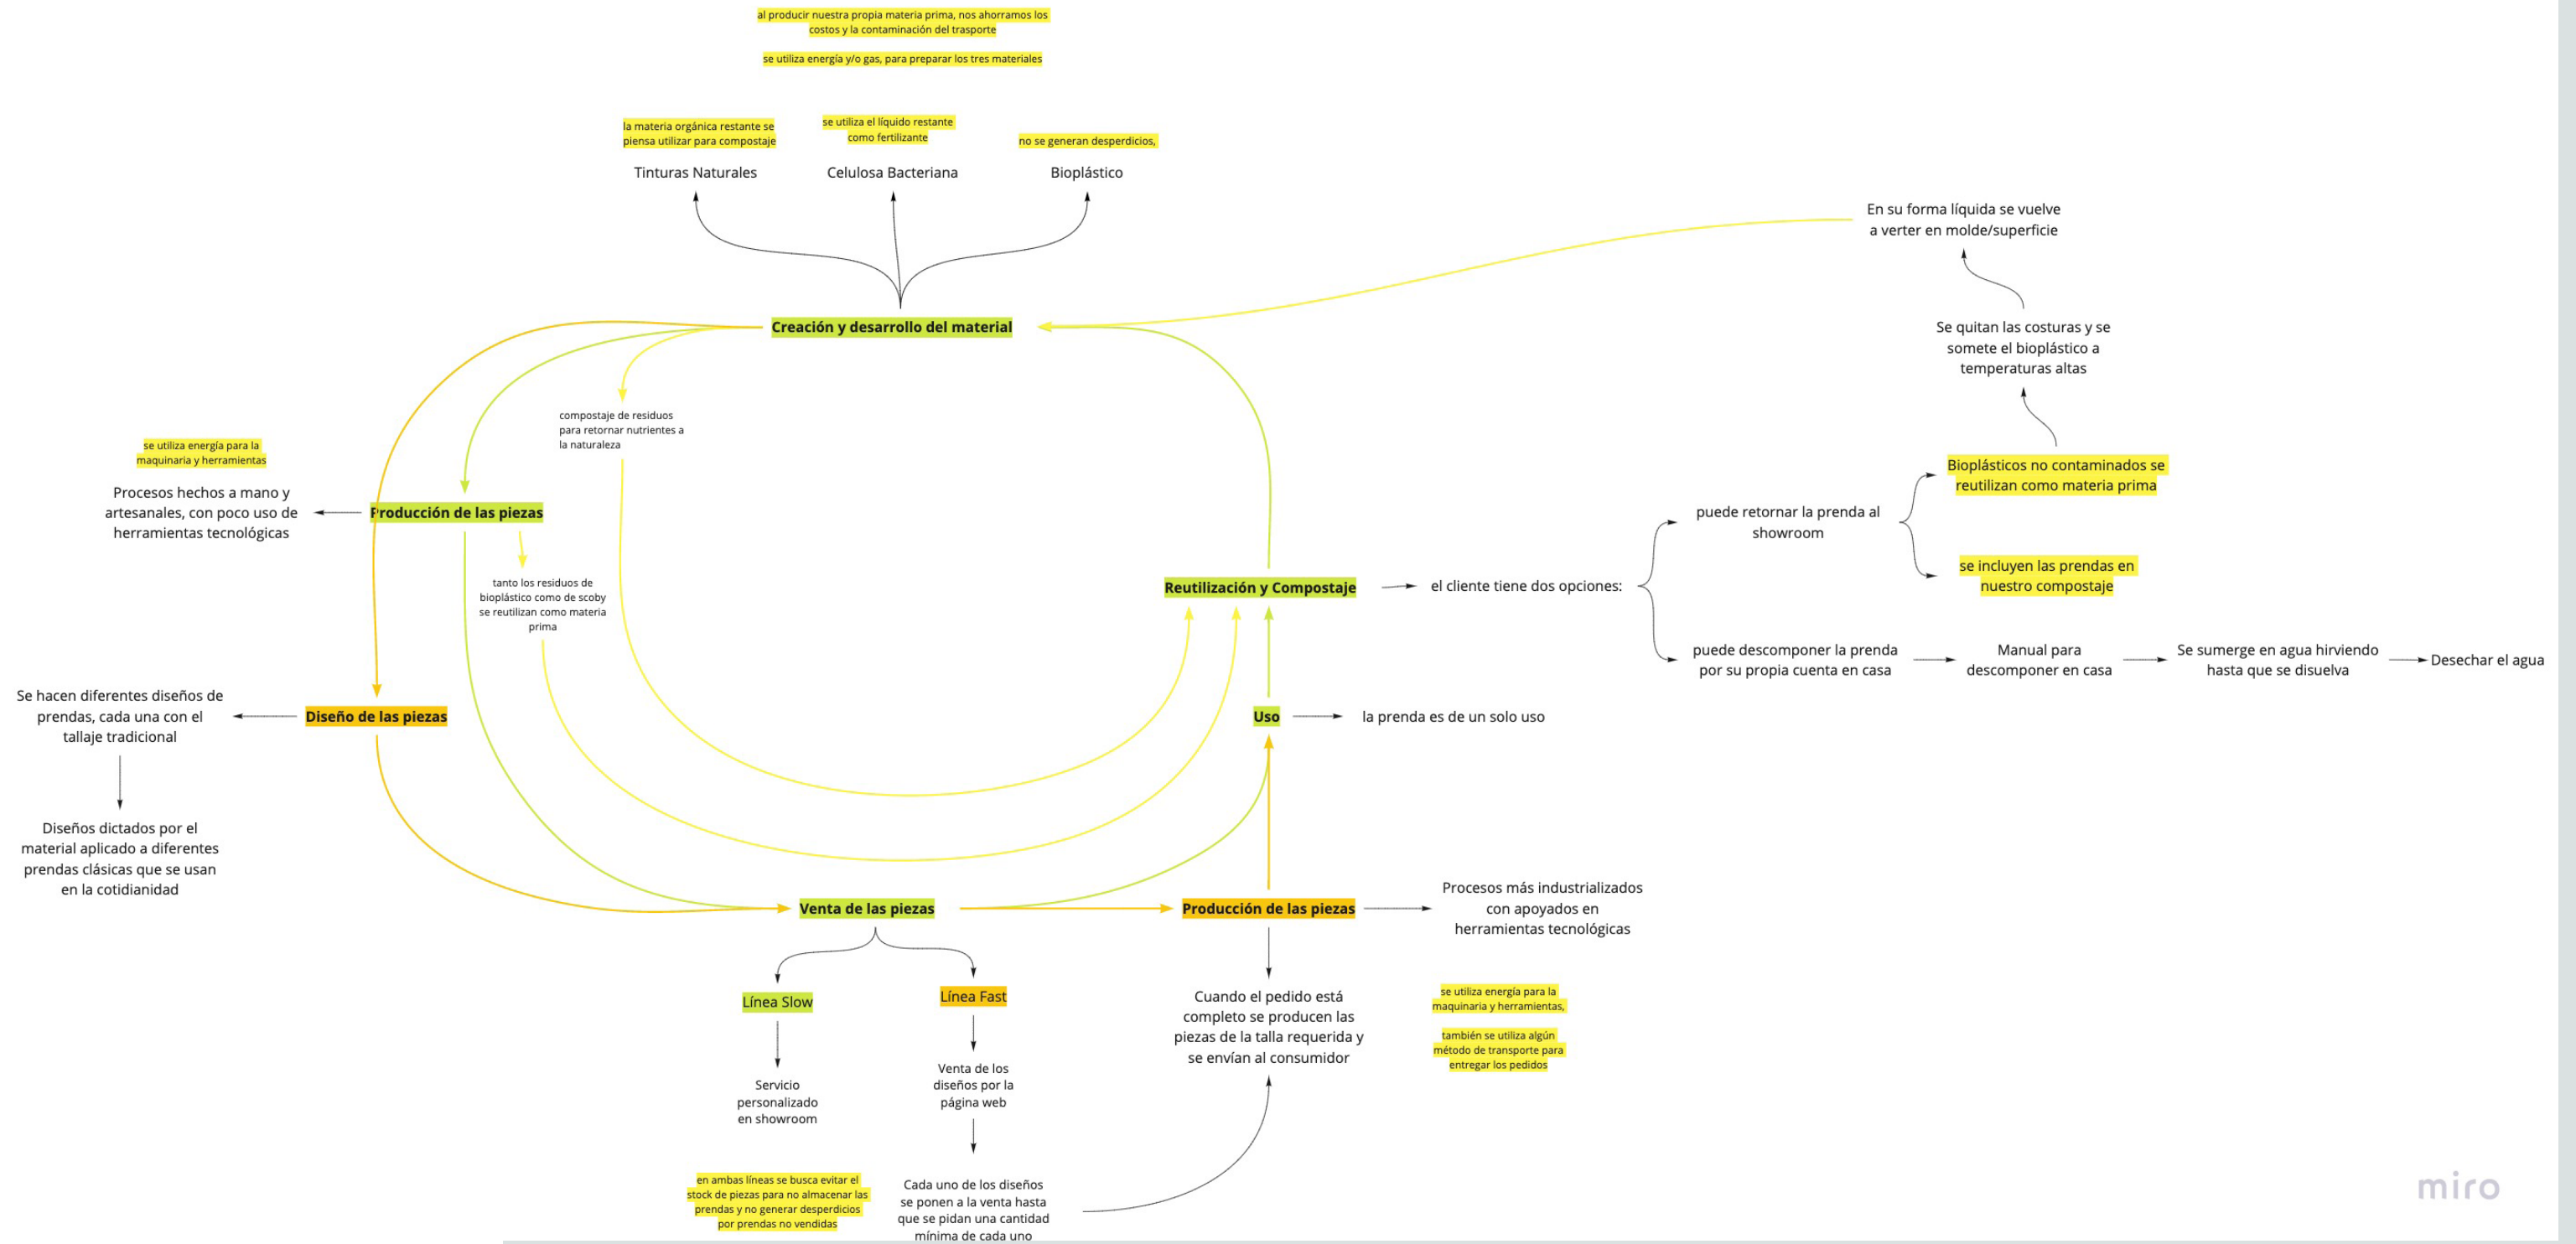 al producir nuestra propia materia prima, nos ahorramos los
costos y la contaminación del trasporte
se utiliza energía y/o gas, para preparar los tres materiales
la materia orgánica restante se
piensa utilizar para compostaje
se utiliza el líquido restante
como fertilizante
no se generan desperdicios,
Tinturas Naturales
Celulosa Bacteriana
Bioplástico
En su forma líquida se vuelve
a verter en molde/superficie
Creación y desarrollo del material
Se quitan las costuras y se
somete el bioplástico a
temperaturas altas
compostaje de residuos
para retornar nutrientes a
la naturaleza
se utiliza energía para la
maquinaria y herramientas
Procesos hechos a mano y
artesanales, con poco uso de
herramientas tecnológicas
Producción de las piezas
Bioplásticos no contaminados se
reutilizan como materia prima
puede retornar la prenda al
showroom
se incluyen las prendas en
nuestro compostaje
tanto los residuos de
bioplástico como de scoby
se reutilizan como materia
prima
Reutilización y Compostaje
el cliente tiene dos opciones:
puede descomponer la prenda
por su propia cuenta en casa
Manual para
descomponer en casa
Se sumerge en agua hirviendo
hasta que se disuelva
Desechar el agua
Se hacen diferentes diseños de
prendas, cada una con el
tallaje tradicional
Diseño de las piezas
Uso
la prenda es de un solo uso
Diseños dictados por el
material aplicado a diferentes
prendas clásicas que se usan
en la cotidianidad
Venta de las piezas
Producción de las piezas
Procesos más industrializados
con apoyados en
herramientas tecnológicas
Línea Slow
Línea Fast
Cuando el pedido está
completo se producen las
piezas de la talla requerida y
se envían al consumidor
se utiliza energía para la
maquinaria y herramientas,
también se utiliza algún
método de transporte para
entregar los pedidos
Servicio
personalizado
en showroom
Venta de los
diseños por la
página web
en ambas líneas se busca evitar el
stock de piezas para no almacenar las
prendas y no generar desperdicios
por prendas no vendidas
Cada uno de los diseños
se ponen a la venta hasta
que se pidan una cantidad
mínima de cada uno
miro